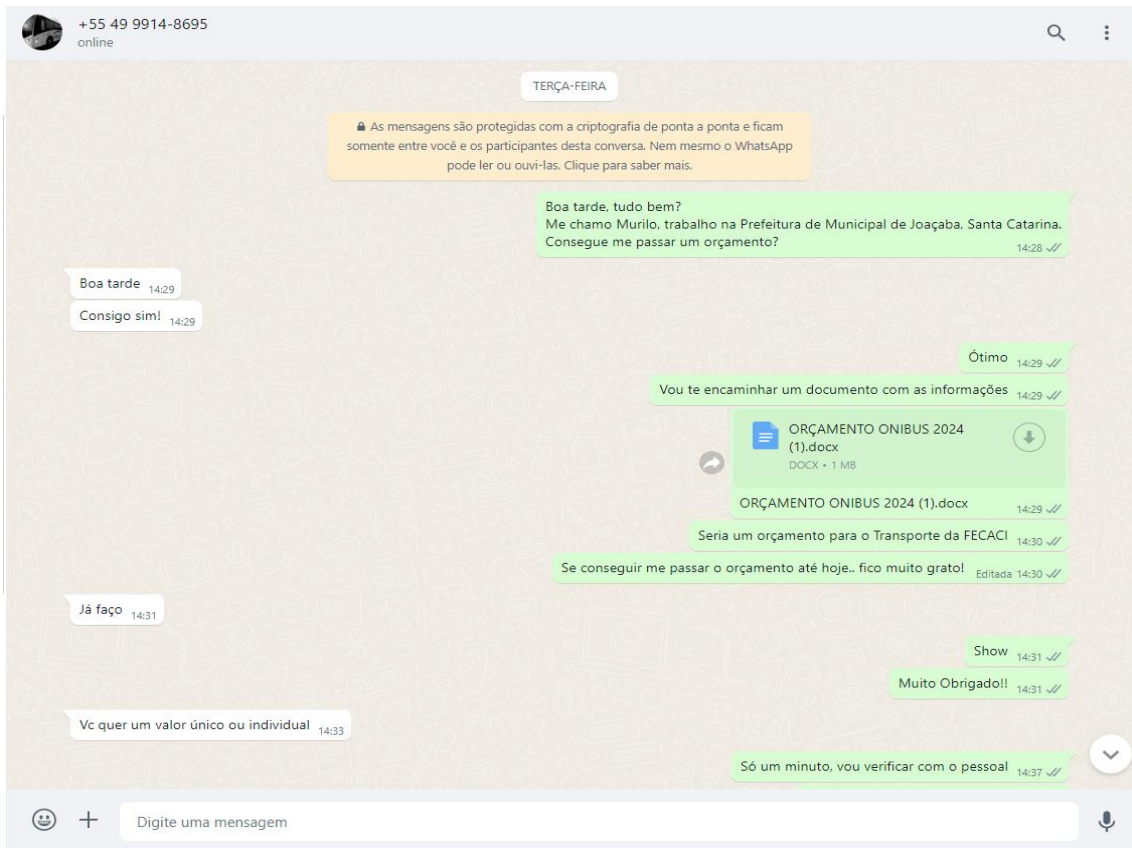 +55 49 9914-8695
online
TERÇA-FEIRA
As mensagens são protegidas com a criptografia de ponta a ponta e ficam
somente entre você e os participantes desta conversa. Nem mesmo o WhatsApp
pode ler ou ouvi-las. Clique para saber mais.
Boa tarde, tudo bem?
Me chamo Murilo, trabalho na Prefeitura de Municipal de Joaçaba, Santa Catarina.
Consegue me passar um orçamento?
14:28
Boa tarde 14:29
Consigo sim! 14:29
Ótimo 14:29
Vou te encaminhar um documento com as informações 14:29
ORÇAMENTO ONIBUS 2024
(1).docx
DOCX • 1 MB
ORÇAMENTO ONIBUS 2024 (1).docx 14:29
Seria um orçamento para o Transporte da FECACI 14:30
Se conseguir me passar o orçamento até hoje.. fico muito grato! Editada 14:30
Já faço 14:31
Show 14:31
Muito Obrigado!! 14:31
Vc quer um valor único ou individual 14:33
Só um minuto, vou verificar com o pessoal 14:37
Digite uma mensagem